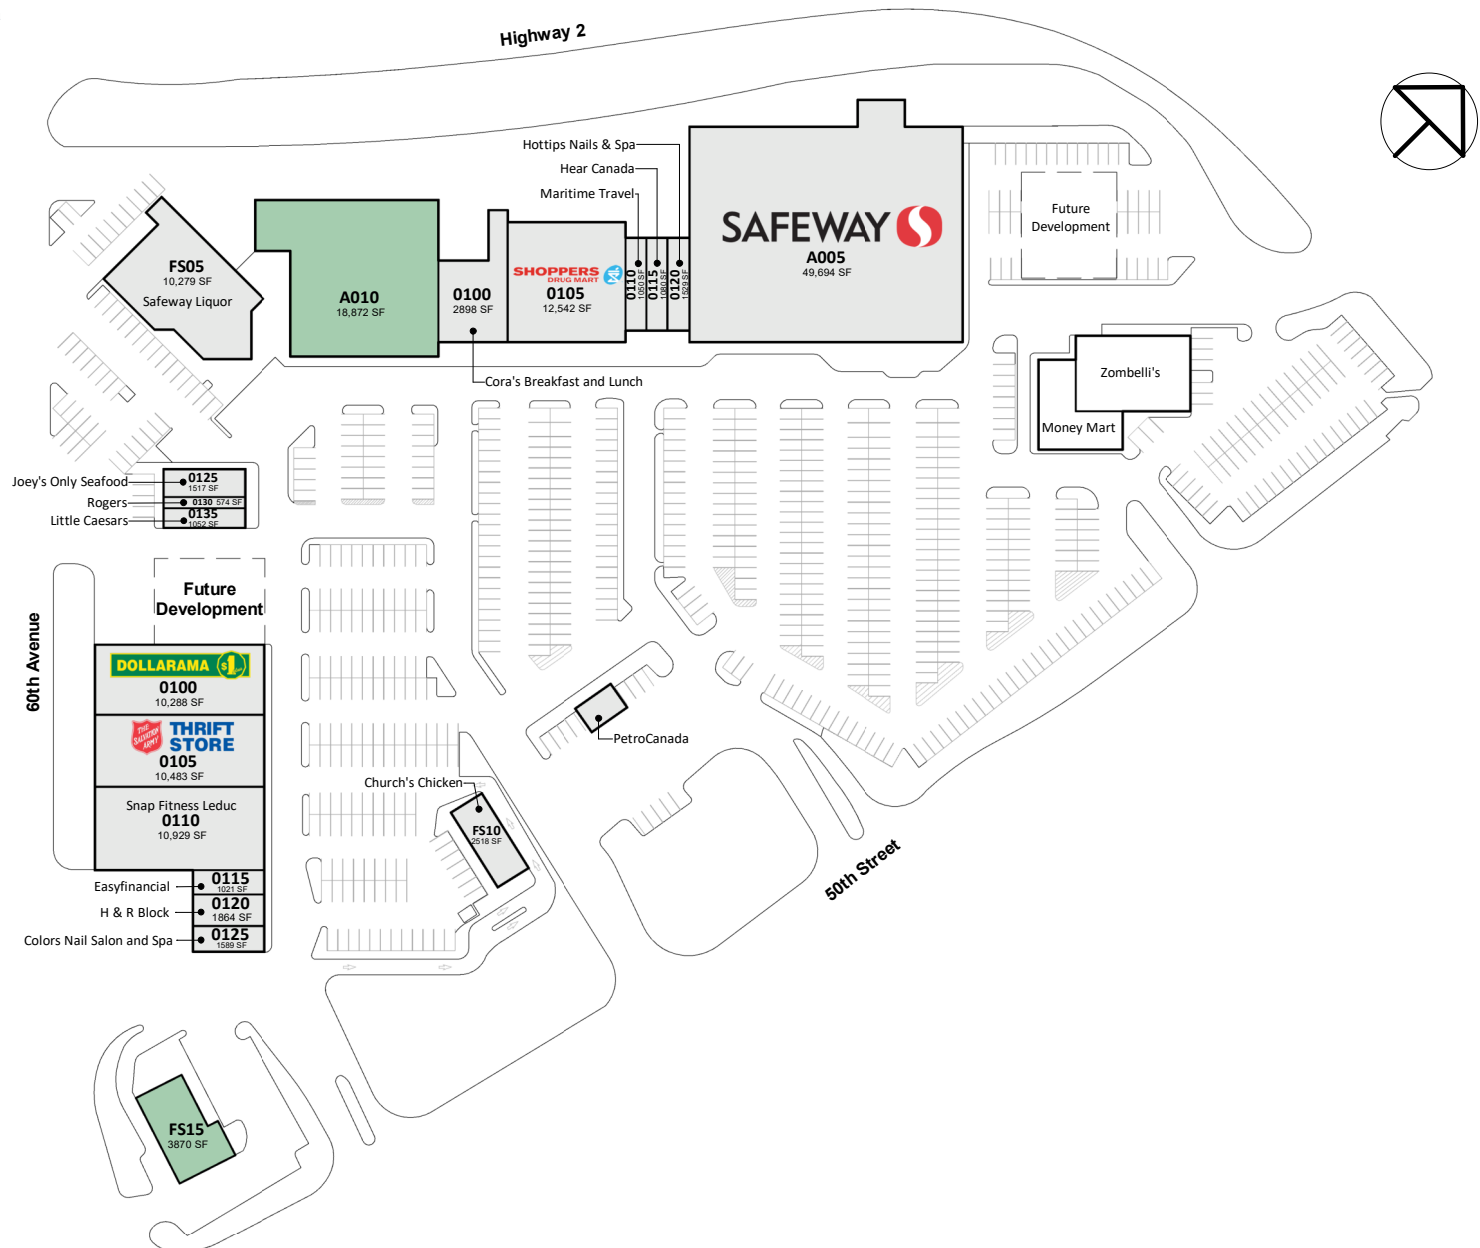 Highway 2
Hottips Nails & Spa
Hear Canada
Maritime Travel
SAFEWAY
A005
49,694 SF
Future
Development
FS05
10,279 SF
Safeway Liquor
A010
18,872 SF
0100
2898 SF
SHOPPERS
DRUG MART
0105
12,542 SF
0110
1050 SF
0115
1080 SF
0120
1529 SF
Cora's Breakfast and Lunch
Zombelli's
Money Mart
Joey's Only Seafood
0125
1517 SF
Rogers
0130 574 SF
Little Caesars
0135
1052 SF
Future
Development
60th Avenue
DOLLARAMA $1
0100
10,288 SF
THE
SALVATION
ARMY
THRIFT
STORE
0105
10,483 SF
Snap Fitness Leduc
0110
10,929 SF
Easyfinancial
0115
1021 SF
H & R Block
0120
1864 SF
Colors Nail Salon and Spa
0125
1589 SF
PetroCanada
Church's Chicken
FS10
2518 SF
50th Street
FS15
3870 SF